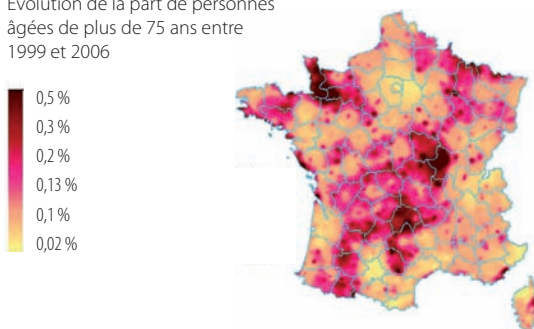 Évolution de la part de personnes
âgées de plus de 75 ans entre
1999 et 2006
0,5 %
0,3 %
0,2 %
0,13 %
0,1 %
0,02 %